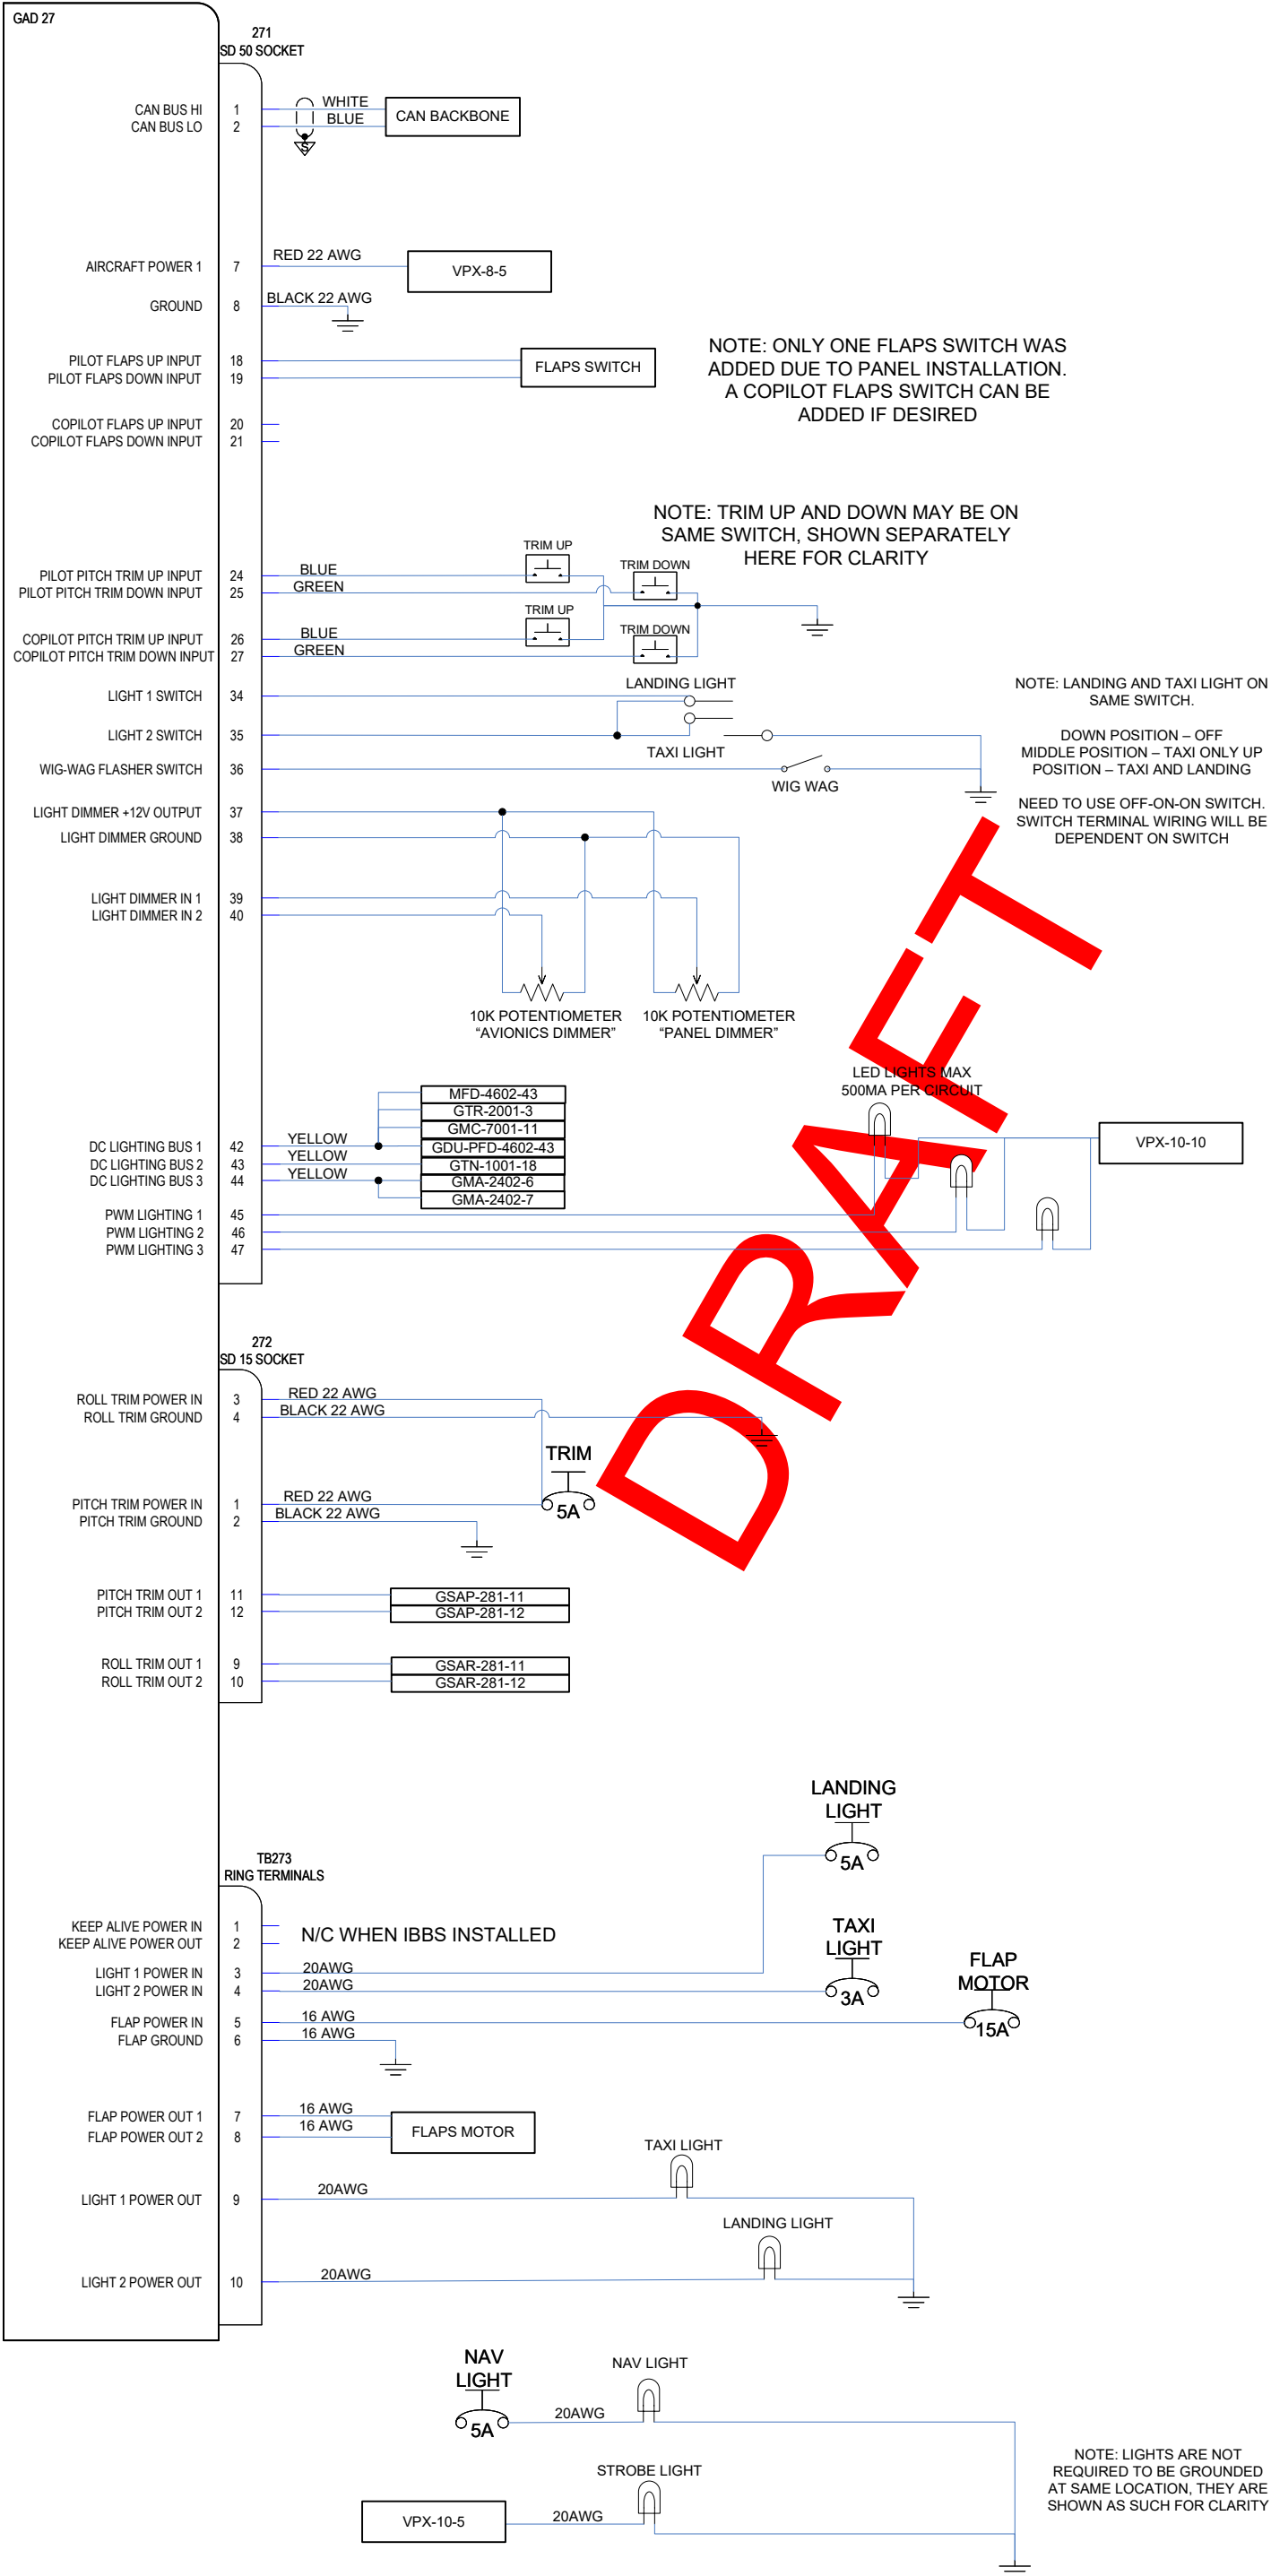 GAD 27
271
SD 50 SOCKET
CAN BUS HI 1 WHITE
CAN BUS LO 2 BLUE
CAN BACKBONE
S
AIRCRAFT POWER 1 7 RED 22 AWG
VPX-8-5
GROUND 8 BLACK 22 AWG
PILOT FLAPS UP INPUT 18
PILOT FLAPS DOWN INPUT 19
FLAPS SWITCH
NOTE: ONLY ONE FLAPS SWITCH WAS
ADDED DUE TO PANEL INSTALLATION.
A COPILOT FLAPS SWITCH CAN BE
ADDED IF DESIRED
COPILOT FLAPS UP INPUT 20
COPILOT FLAPS DOWN INPUT 21
NOTE: TRIM UP AND DOWN MAY BE ON
SAME SWITCH, SHOWN SEPARATELY
HERE FOR CLARITY
TRIM UP
TRIM DOWN
PILOT PITCH TRIM UP INPUT 24 BLUE
PILOT PITCH TRIM DOWN INPUT 25 GREEN
TRIM UP
TRIM DOWN
COPILOT PITCH TRIM UP INPUT 26 BLUE
COPILOT PITCH TRIM DOWN INPUT 27 GREEN
LIGHT 1 SWITCH 34
LANDING LIGHT
LIGHT 2 SWITCH 35
TAXI LIGHT
WIG-WAG FLASHER SWITCH 36
WIG WAG
NOTE: LANDING AND TAXI LIGHT ON
SAME SWITCH.
DOWN POSITION – OFF
MIDDLE POSITION – TAXI ONLY UP
POSITION – TAXI AND LANDING
NEED TO USE OFF-ON-ON SWITCH.
SWITCH TERMINAL WIRING WILL BE
DEPENDENT ON SWITCH
LIGHT DIMMER +12V OUTPUT 37
LIGHT DIMMER GROUND 38
LIGHT DIMMER IN 1 39
LIGHT DIMMER IN 2 40
10K POTENTIOMETER
“AVIONICS DIMMER”
10K POTENTIOMETER
“PANEL DIMMER”
DRAFT
LED LIGHTS MAX
500MA PER CIRCUIT
VPX-10-10
MFD-4602-43
GTR-2001-3
GMC-7001-11
DC LIGHTING BUS 1 42 YELLOW GDU-PFD-4602-43
DC LIGHTING BUS 2 43 YELLOW GTN-1001-18
DC LIGHTING BUS 3 44 YELLOW GMA-2402-6
GMA-2402-7
PWM LIGHTING 1 45
PWM LIGHTING 2 46
PWM LIGHTING 3 47
272
SD 15 SOCKET
ROLL TRIM POWER IN 3 RED 22 AWG
ROLL TRIM GROUND 4 BLACK 22 AWG
TRIM
5A
PITCH TRIM POWER IN 1 RED 22 AWG
PITCH TRIM GROUND 2 BLACK 22 AWG
PITCH TRIM OUT 1 11 GSAP-281-11
PITCH TRIM OUT 2 12 GSAP-281-12
ROLL TRIM OUT 1 9 GSAR-281-11
ROLL TRIM OUT 2 10 GSAR-281-12
LANDING
LIGHT
5A
TB273
RING TERMINALS
KEEP ALIVE POWER IN 1
KEEP ALIVE POWER OUT 2
N/C WHEN IBBS INSTALLED
TAXI
LIGHT
3A
LIGHT 1 POWER IN 3 20AWG
LIGHT 2 POWER IN 4 20AWG
FLAP
MOTOR
15A
FLAP POWER IN 5 16 AWG
FLAP GROUND 6 16 AWG
FLAP POWER OUT 1 7 16 AWG
FLAP POWER OUT 2 8 16 AWG
FLAPS MOTOR
TAXI LIGHT
LIGHT 1 POWER OUT 9 20AWG
LANDING LIGHT
LIGHT 2 POWER OUT 10 20AWG
NAV
LIGHT
5A
NAV LIGHT
20AWG
STROBE LIGHT
VPX-10-5
20AWG
NOTE: LIGHTS ARE NOT
REQUIRED TO BE GROUNDED
AT SAME LOCATION, THEY ARE
SHOWN AS SUCH FOR CLARITY